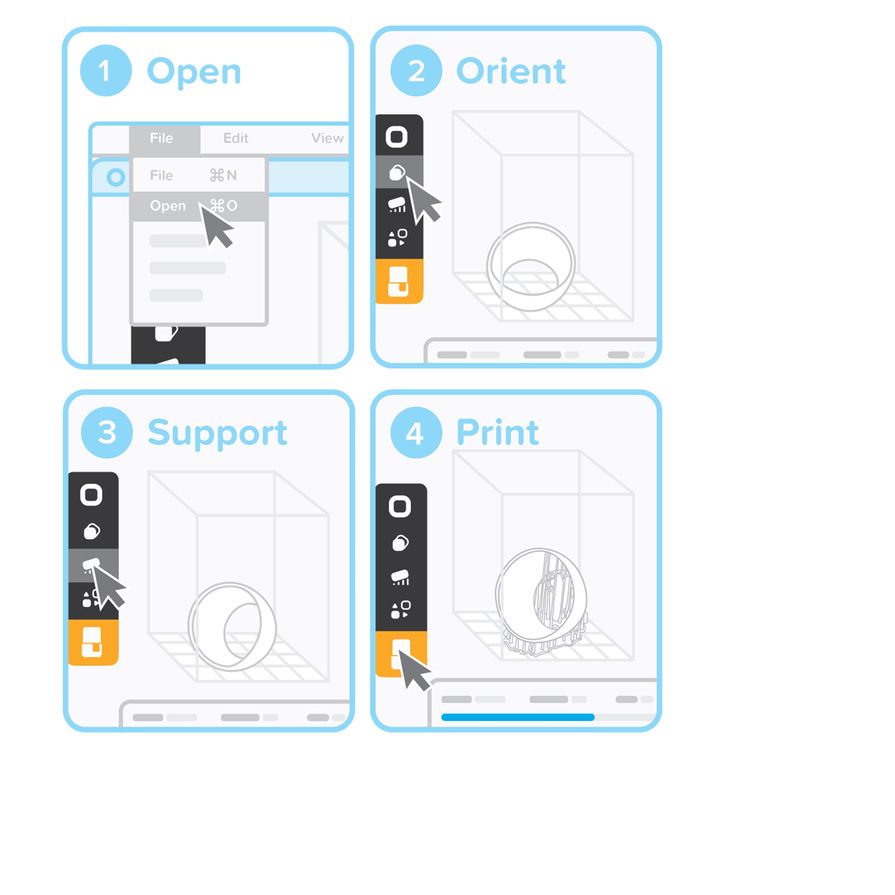 1 Open
File Edit View
File ⌘N
Open ⌘O
2 Orient
3 Support
4 Print